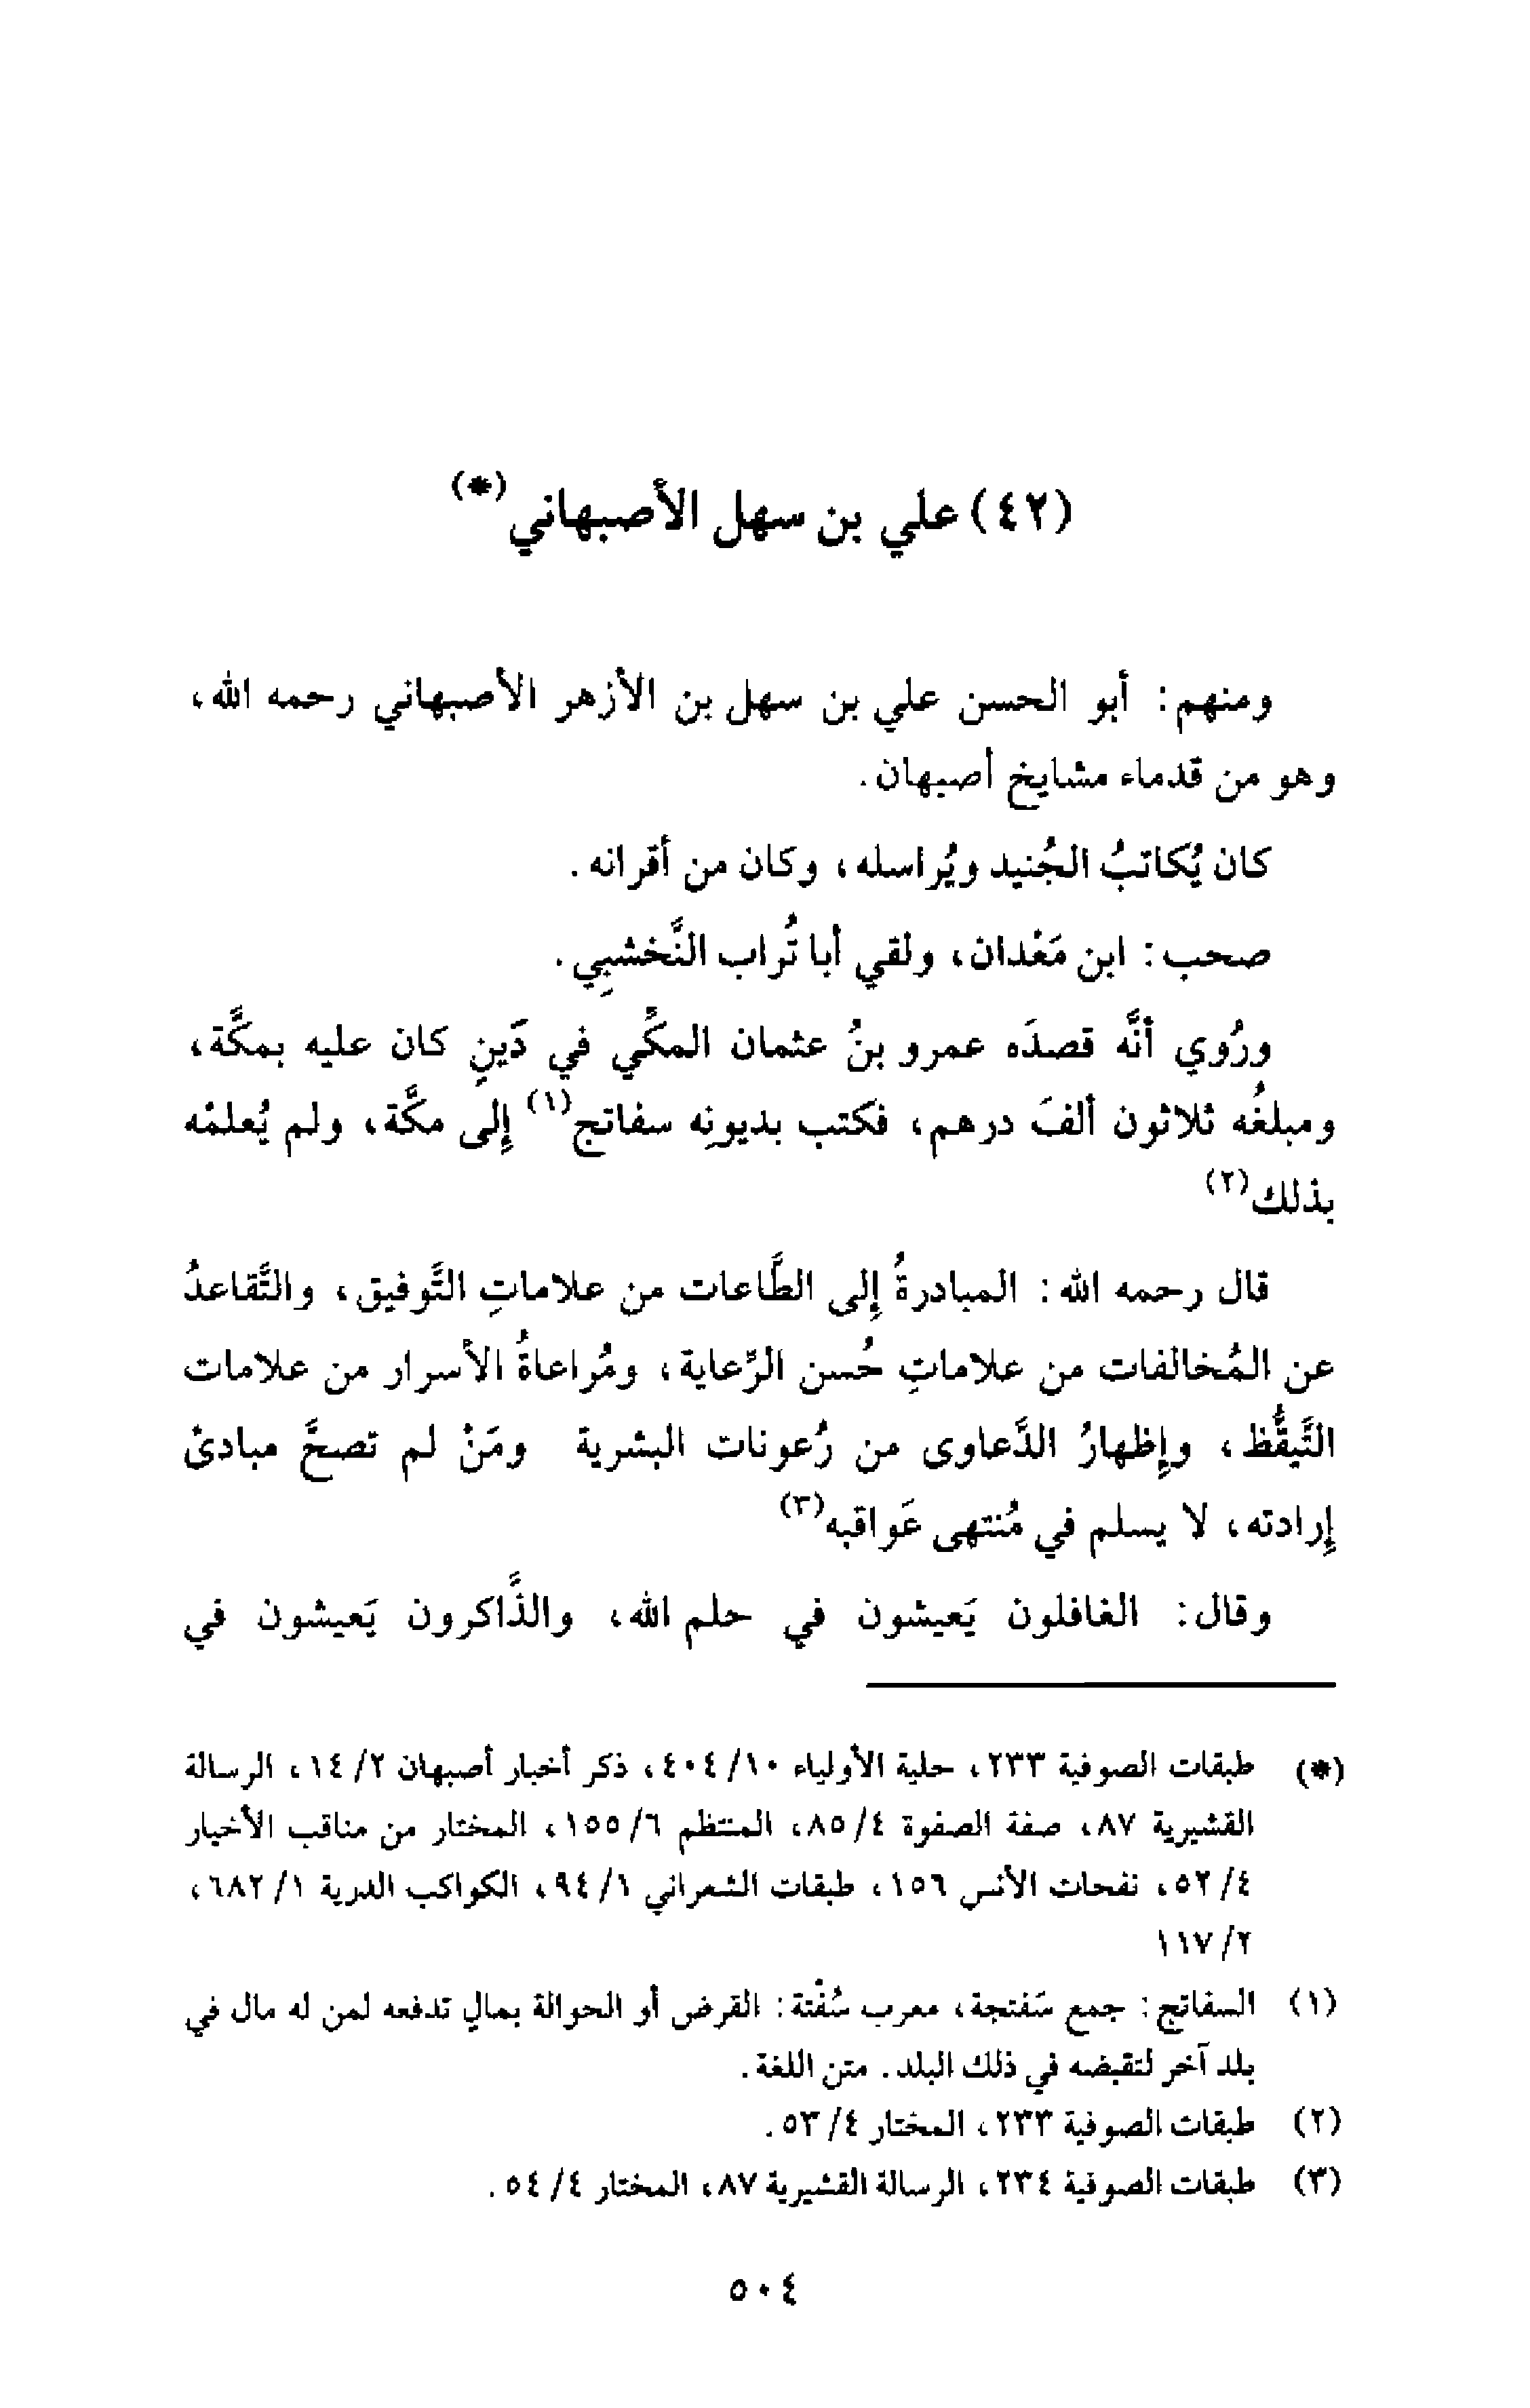 (٤٢) علي بن سهل الأصبهاني(*)
ومنهم: أبو الحسن علي بن سهل بن الأزهر الأصبهاني رحمه الله،
وهو من قدماء مشايخ أصبهان.
كان يُكاتبُ الجُنيد ويُراسله، وكان من أقرانه.
صحب: ابن مَعْدان، ولقي أبا تُراب النَّخشبِي.
ورُوي أنَّه قصدَه عمرو بنُ عثمان المكّي في دَينٍ كان عليه بمكَّة،
ومبلغُه ثلاثون ألفَ درهم، فكتب بديونِه سفاتج(١) إلى مكَّة، ولم يُعلمْه
بذلك(٢)
قال رحمه الله: المبادرةُ إلى الطَّاعات من علاماتِ التَّوفيق، والتَّقاعدُ
عن المُخالفات من علاماتِ حُسن الرِّعاية، ومُراعاةُ الأسرار من علامات
التَّيقُّظ، وإظهارُ الدَّعاوى من رُعونات البشرية ومَنْ لم تصحَّ مبادئ
إرادته، لا يسلم في مُنتهى عَواقبه(٣)
وقال: الغافلون يَعيشون في حلم الله، والذَّاكرون يَعيشون في
(*) طبقات الصوفية ٢٣٣، حلية الأولياء ١٠/ ٤٠٤، ذكر أخبار أصبهان ٢/ ١٤، الرسالة
القشيرية ٨٧، صفة الصفوة ٤/ ٨٥، المنتظم ٦/ ١٥٥، المختار من مناقب الأخيار
٤/ ٥٢، نفحات الأنس ١٥٦، طبقات الشعراني ١/ ٩٤، الكواكب الدرية ١/ ٦٨٢،
٢/ ١١٧
(١) السفاتج: جمع سَفتجة، معرب سُفْتة: القرض أو الحوالة بمالٍ تدفعه لمن له مال في
بلد آخر لتقبضه في ذلك البلد. متن اللغة.
(٢) طبقات الصوفية ٢٣٣، المختار ٤/ ٥٣.
(٣) طبقات الصوفية ٢٣٤، الرسالة القشيرية ٨٧، المختار ٤/ ٥٤.
٥٠٤